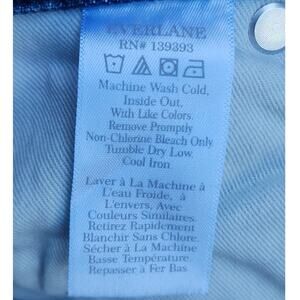 EVERLANE
RN# 139393
Machine Wash Cold,
Inside Out,
With Like Colors.
Remove Promptly
Non-Chlorine Bleach Only
Tumble Dry Low.
Cool Iron
Laver à La Machine à
L'eau Froide, à
L'envers, Avec
Couleurs Similaires.
Retirez Rapidement
Blanchir Sans Chlore.
Sécher à La Machine
Basse Température.
Repasser à Fer Bas